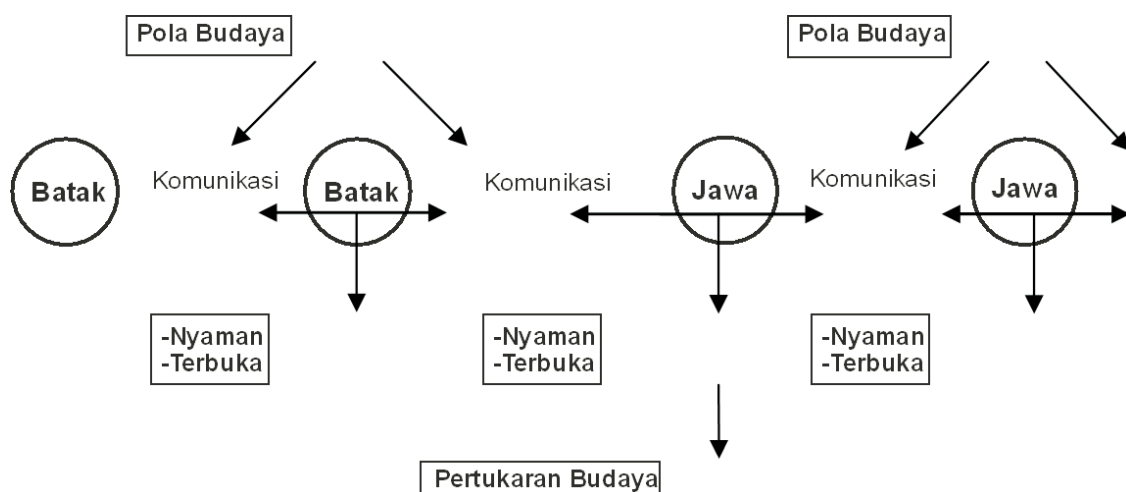 Pola Budaya
Pola Budaya
Batak
Komunikasi
Batak
Komunikasi
Jawa
Komunikasi
Jawa
-Nyaman
-Terbuka
-Nyaman
-Terbuka
-Nyaman
-Terbuka
Pertukaran Budaya